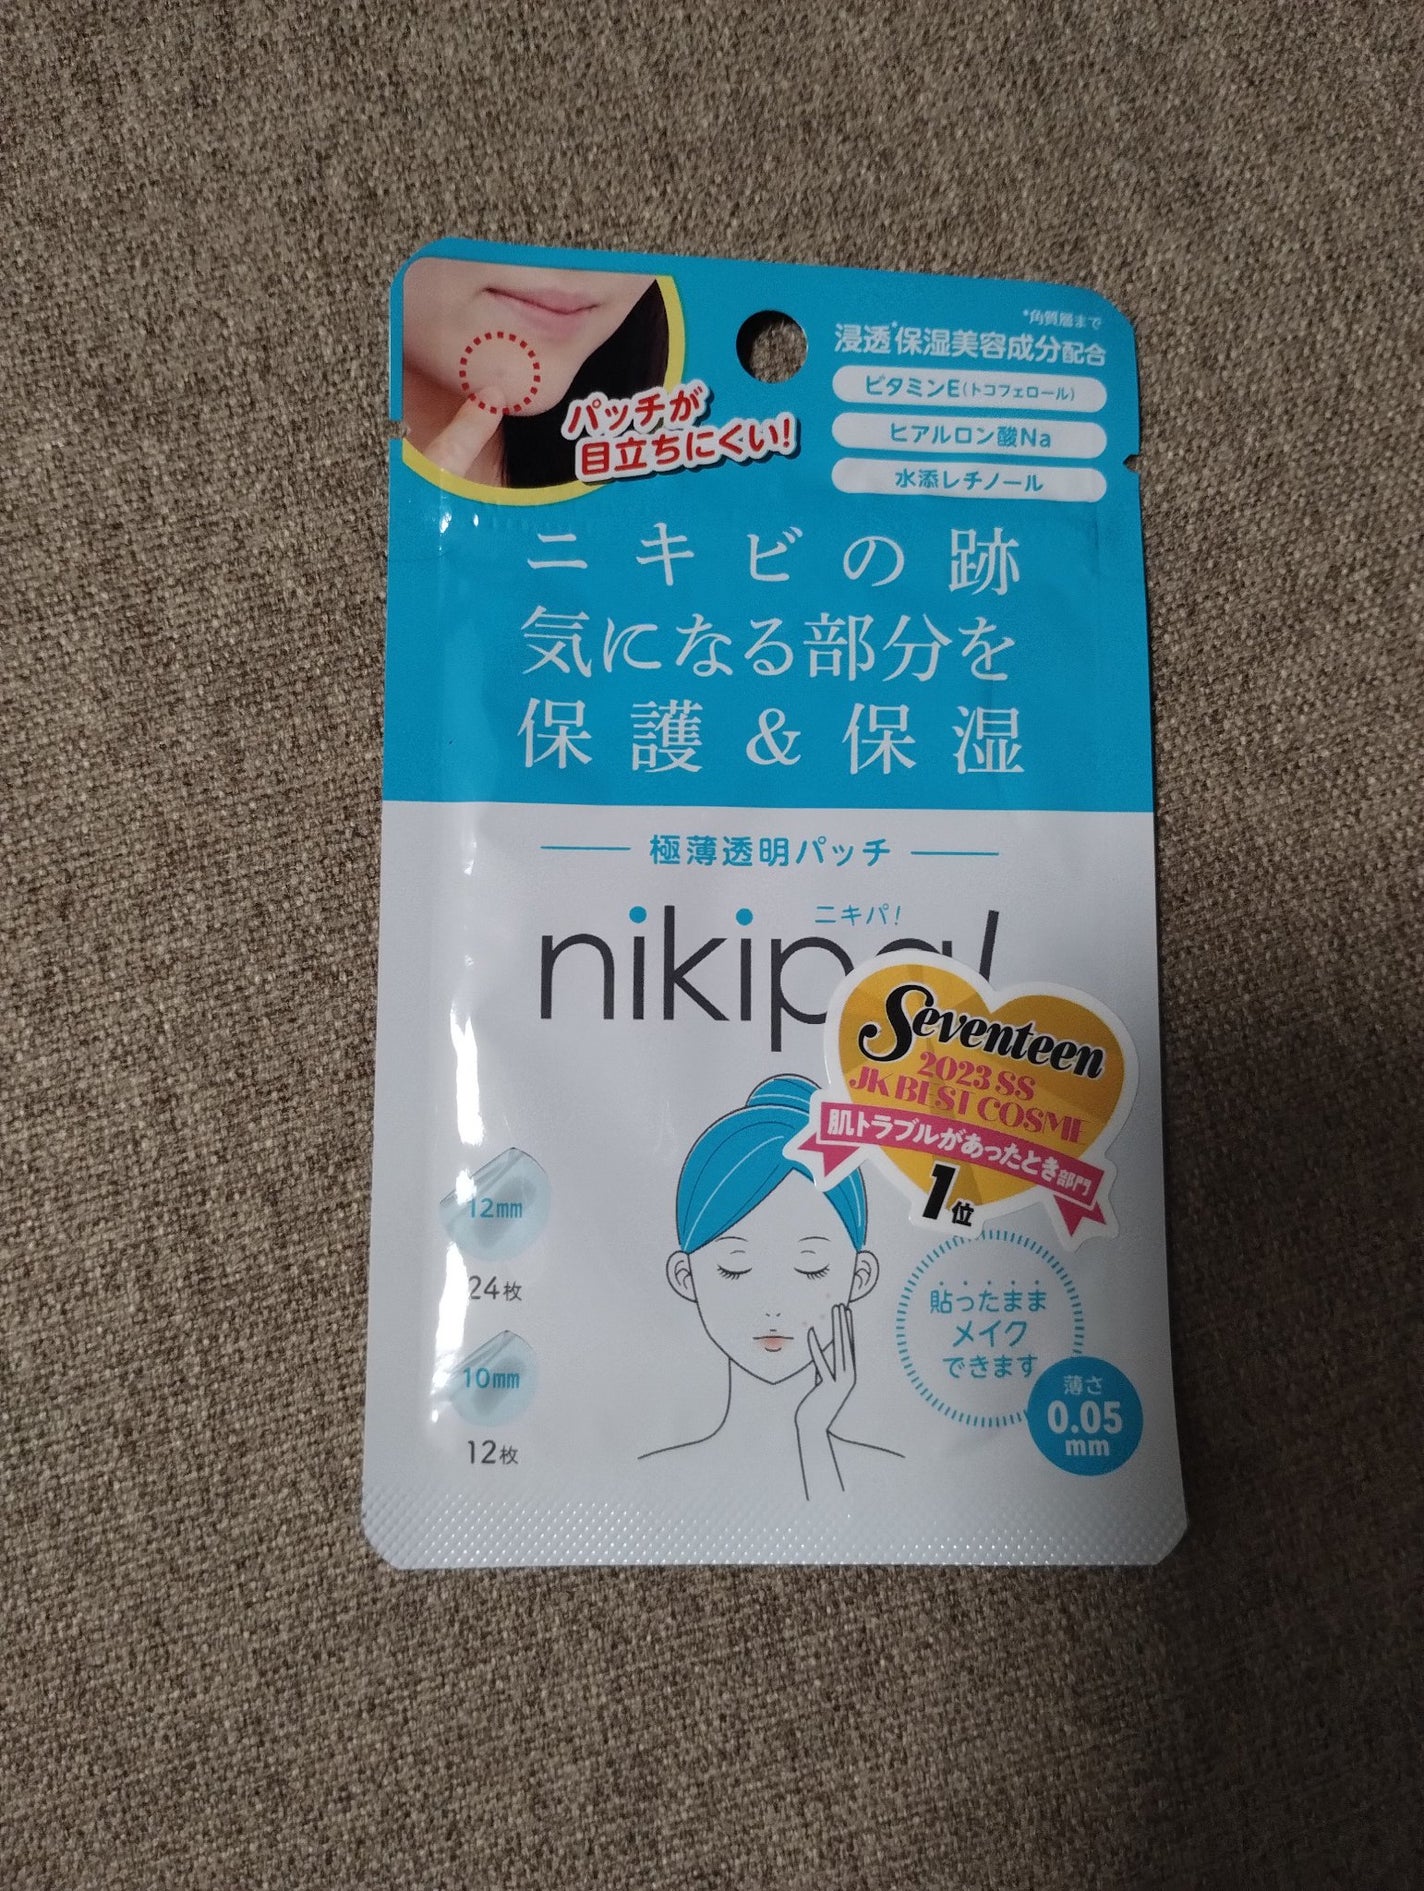 *角質層まで
浸透*保湿美容成分配合
ビタミンE(トコフェロール)
ヒアルロン酸Na
水添レチノール
パッチが
目立ちにくい!
ニキビの跡
気になる部分を
保護&保湿
極薄透明パッチ
ニキパ!
nikipa!
Seventeen
2023 SS
JK BEST COSME
肌トラブルがあったとき部門
1位
12mm
24枚
10mm
12枚
貼ったまま
メイク
できます
薄さ
0.05
mm